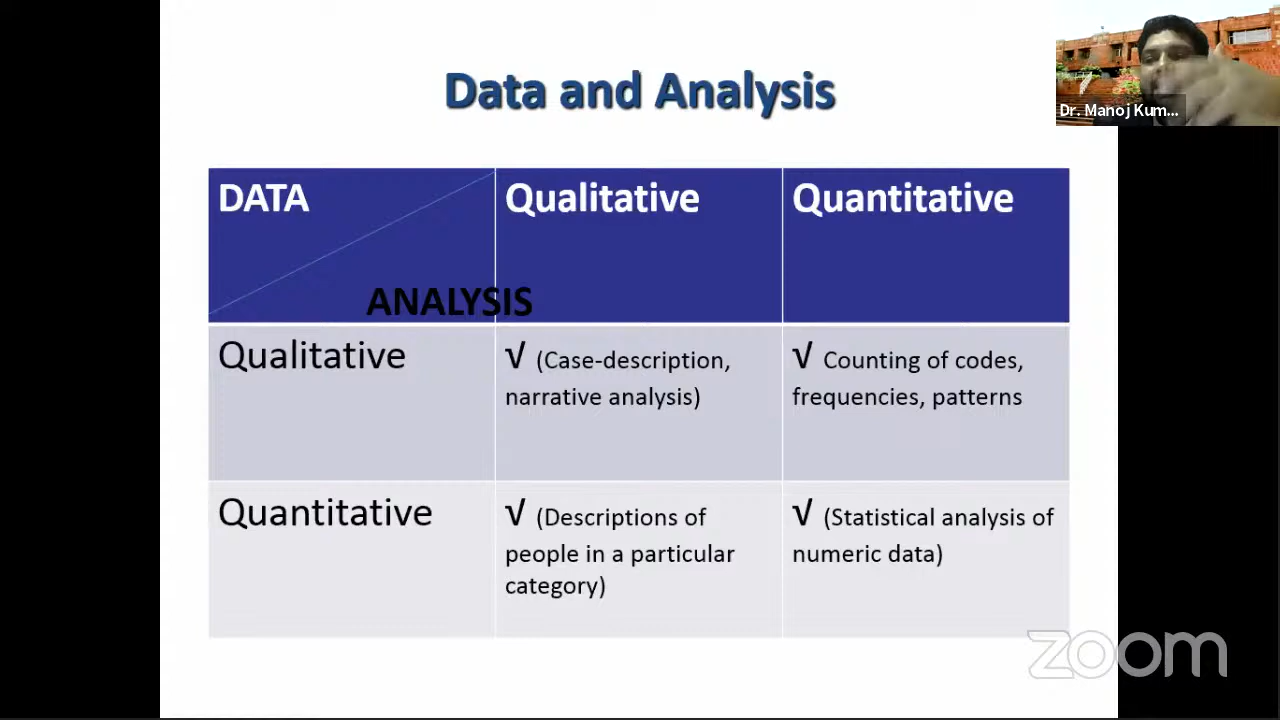 Data and Analysis
Dr. Manoj Kum...
DATA
Qualitative
Quantitative
ANALYSIS
Qualitative
√ (Case-description,
narrative analysis)
√ Counting of codes,
frequencies, patterns
Quantitative
√ (Descriptions of
people in a particular
category)
√ (Statistical analysis of
numeric data)
zoom